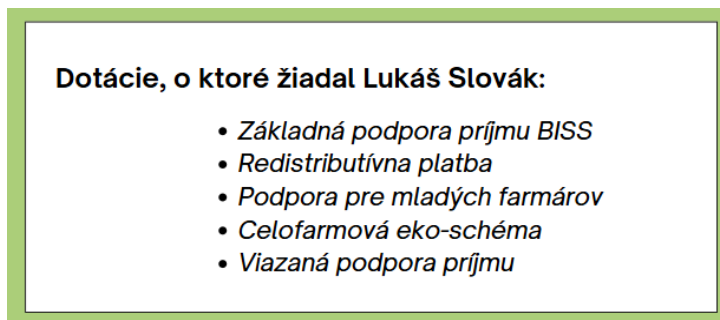 Dotácie, o ktoré žiadal Lukáš Slovák:
• Základná podpora príjmu BISS
• Redistributívna platba
• Podpora pre mladých farmárov
• Celofarmová eko-schéma
• Viazaná podpora príjmu